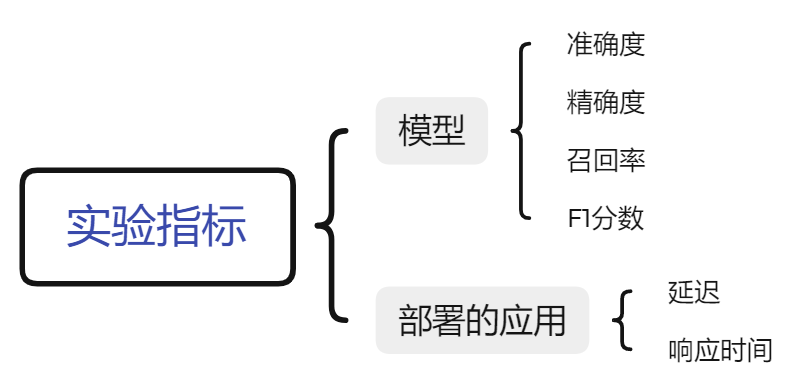 实验指标
模型
准确度
精确度
召回率
F1分数
部署的应用
延迟
响应时间